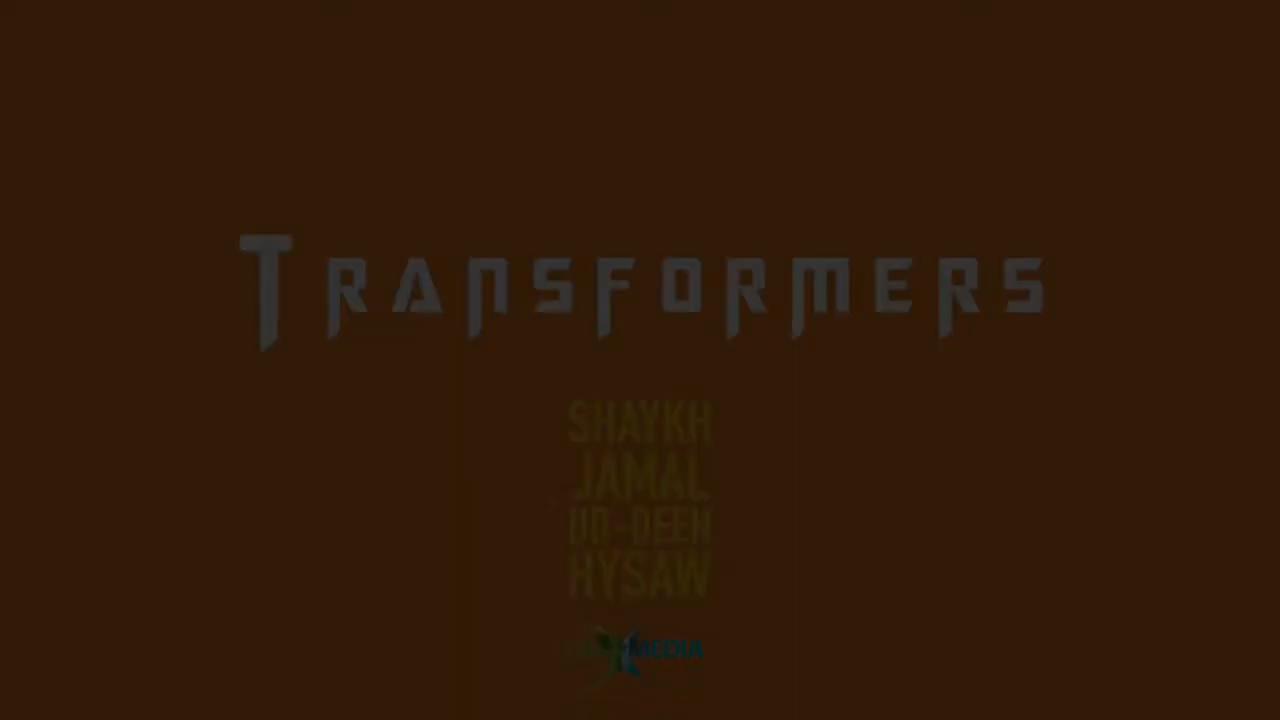 TRANSFORMERS
SHAYKH
JAMAL
UD-DEEN
HYSAW
MEDIA